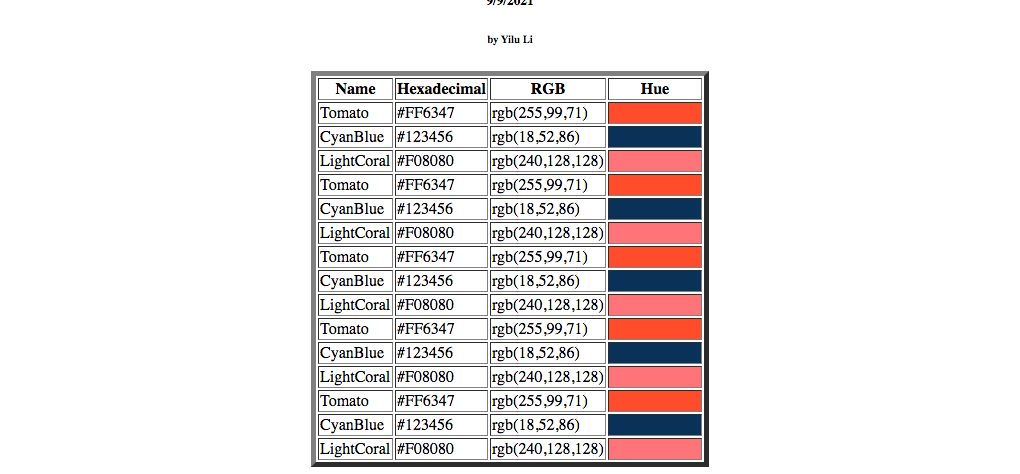 9/9/2021
by Yilu Li
Name Hexadecimal RGB Hue
Tomato #FF6347 rgb(255,99,71)
CyanBlue #123456 rgb(18,52,86)
LightCoral #F08080 rgb(240,128,128)
Tomato #FF6347 rgb(255,99,71)
CyanBlue #123456 rgb(18,52,86)
LightCoral #F08080 rgb(240,128,128)
Tomato #FF6347 rgb(255,99,71)
CyanBlue #123456 rgb(18,52,86)
LightCoral #F08080 rgb(240,128,128)
Tomato #FF6347 rgb(255,99,71)
CyanBlue #123456 rgb(18,52,86)
LightCoral #F08080 rgb(240,128,128)
Tomato #FF6347 rgb(255,99,71)
CyanBlue #123456 rgb(18,52,86)
LightCoral #F08080 rgb(240,128,128)